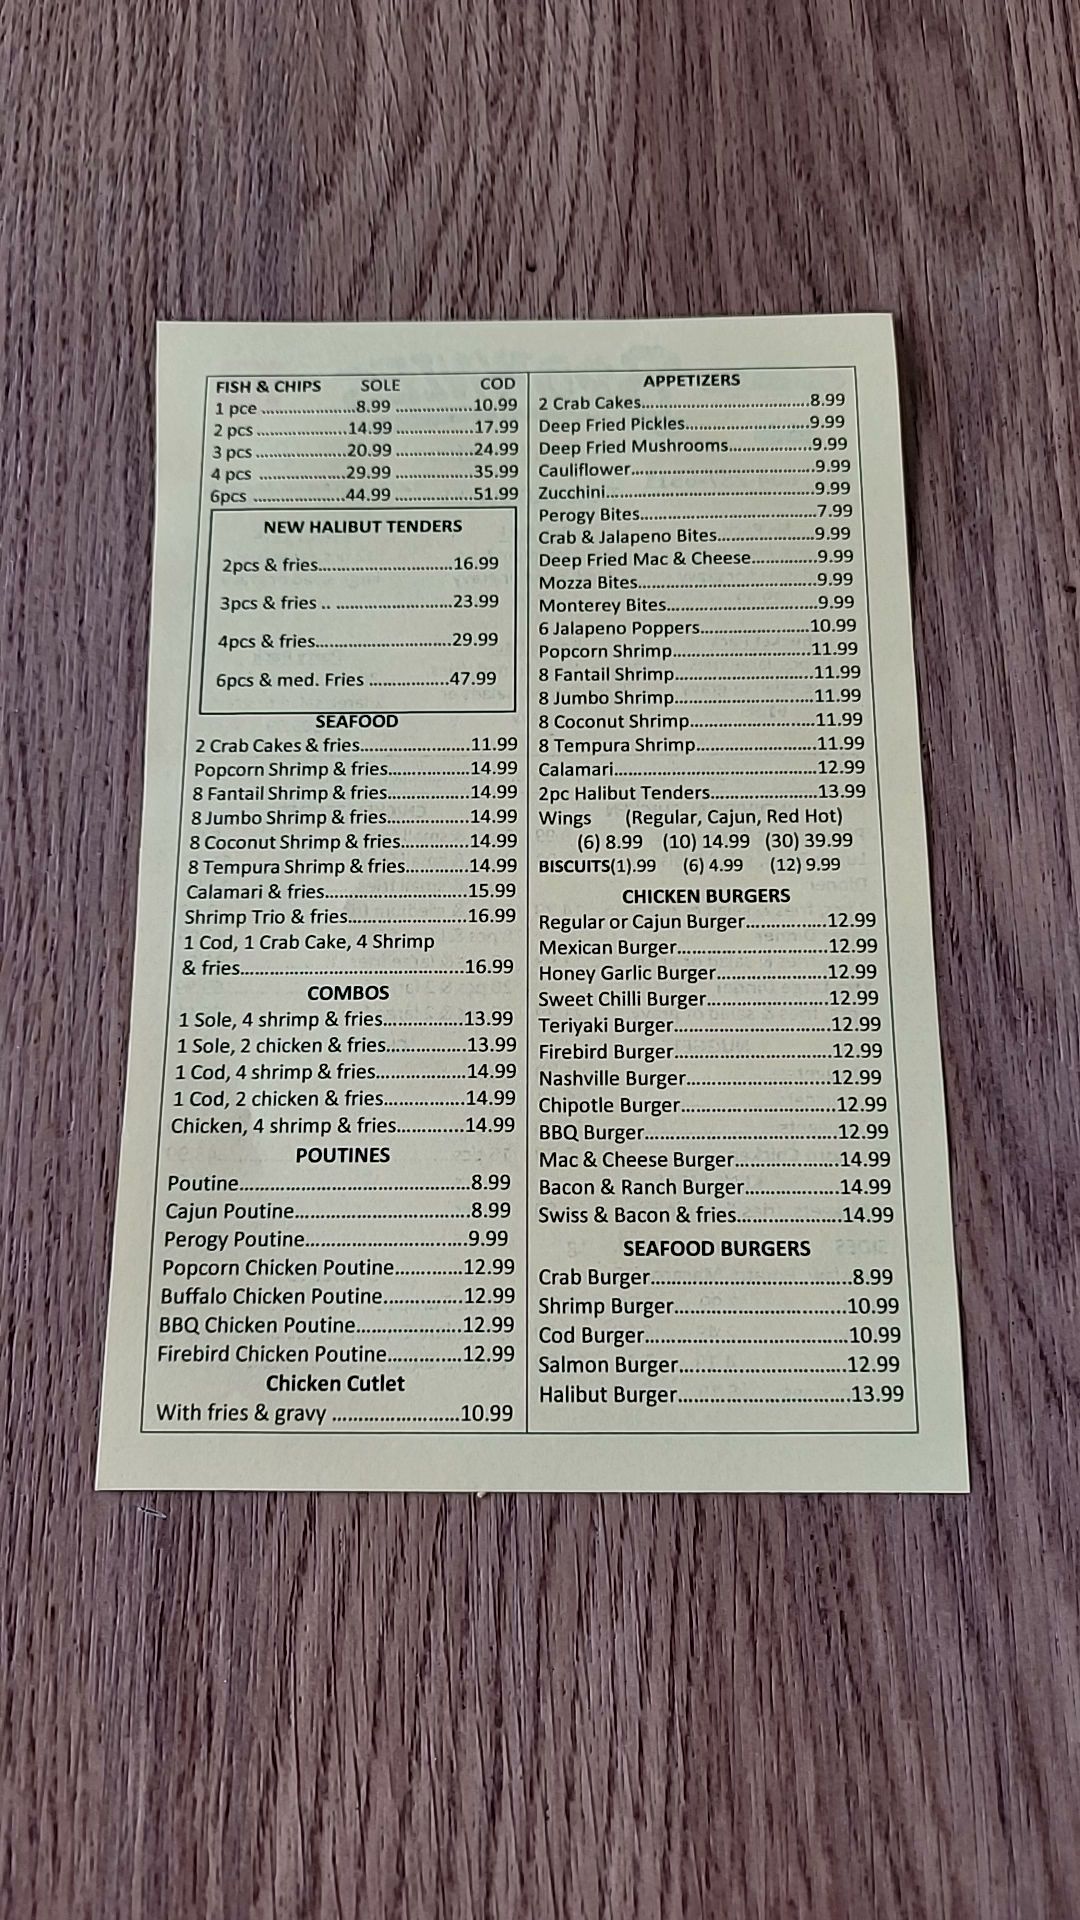 FISH & CHIPS SOLE COD
1 pce .....................8.99 .................10.99
2 pcs ....................14.99 .................17.99
3 pcs ....................20.99 .................24.99
4 pcs ...................29.99 .................35.99
6pcs ....................44.99 .................51.99
NEW HALIBUT TENDERS
2pcs & fries.............................16.99
3pcs & fries .. .........................23.99
4pcs & fries.............................29.99
6pcs & med. Fries .................47.99
SEAFOOD
2 Crab Cakes & fries.......................11.99
Popcorn Shrimp & fries.................14.99
8 Fantail Shrimp & fries.................14.99
8 Jumbo Shrimp & fries.................14.99
8 Coconut Shrimp & fries..............14.99
8 Tempura Shrimp & fries.............14.99
Calamari & fries.............................15.99
Shrimp Trio & fries.........................16.99
1 Cod, 1 Crab Cake, 4 Shrimp
& fries..............................................16.99
COMBOS
1 Sole, 4 shrimp & fries................13.99
1 Sole, 2 chicken & fries................13.99
1 Cod, 4 shrimp & fries..................14.99
1 Cod, 2 chicken & fries................14.99
Chicken, 4 shrimp & fries.............14.99
POUTINES
Poutine...........................................8.99
Cajun Poutine.................................8.99
Perogy Poutine..............................9.99
Popcorn Chicken Poutine.............12.99
Buffalo Chicken Poutine...............12.99
BBQ Chicken Poutine....................12.99
Firebird Chicken Poutine..............12.99
Chicken Cutlet
With fries & gravy ........................10.99
APPETIZERS
2 Crab Cakes...................................8.99
Deep Fried Pickles..........................9.99
Deep Fried Mushrooms.................9.99
Cauliflower.....................................9.99
Zucchini..........................................9.99
Perogy Bites....................................7.99
Crab & Jalapeno Bites....................9.99
Deep Fried Mac & Cheese..............9.99
Mozza Bites....................................9.99
Monterey Bites...............................9.99
6 Jalapeno Poppers......................10.99
Popcorn Shrimp............................11.99
8 Fantail Shrimp............................11.99
8 Jumbo Shrimp............................11.99
8 Coconut Shrimp.........................11.99
8 Tempura Shrimp........................11.99
Calamari.........................................12.99
2pc Halibut Tenders.....................13.99
Wings (Regular, Cajun, Red Hot)
(6) 8.99 (10) 14.99 (30) 39.99
BISCUITS(1).99 (6) 4.99 (12) 9.99
CHICKEN BURGERS
Regular or Cajun Burger...............12.99
Mexican Burger............................12.99
Honey Garlic Burger.....................12.99
Sweet Chilli Burger.......................12.99
Teriyaki Burger.............................12.99
Firebird Burger.............................12.99
Nashville Burger...........................12.99
Chipotle Burger............................12.99
BBQ Burger...................................12.99
Mac & Cheese Burger...................14.99
Bacon & Ranch Burger.................14.99
Swiss & Bacon & fries...................14.99
SEAFOOD BURGERS
Crab Burger.....................................8.99
Shrimp Burger...............................10.99
Cod Burger.....................................10.99
Salmon Burger..............................12.99
Halibut Burger...............................13.99